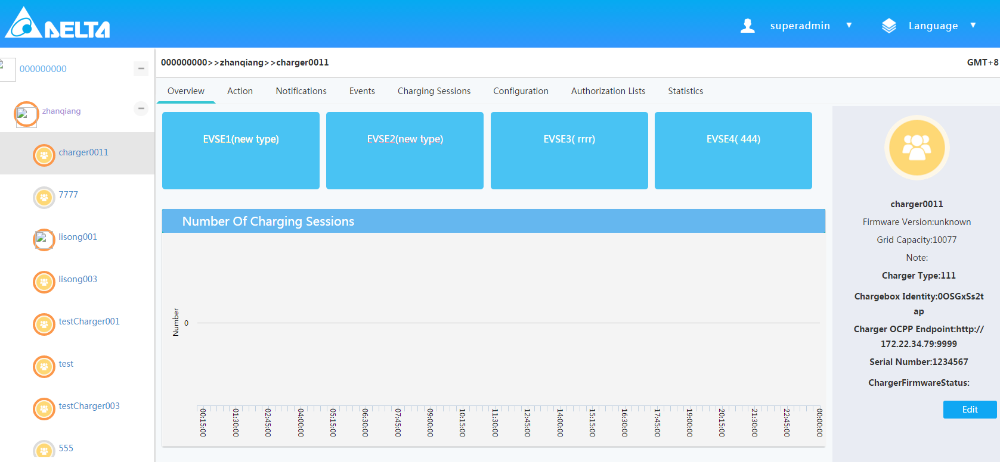 DELTA
superadmin
Language
000000000
zhanqiang
charger0011
7777
lisong001
lisong003
testCharger001
test
testCharger003
555
000000000>>zhanqiang>>charger0011
GMT+8
Overview Action Notifications Events Charging Sessions Configuration Authorization Lists Statistics
EVSE1(new type)
EVSE2(new type)
EVSE3( rrrr)
EVSE4( 444)
Number Of Charging Sessions
Number
0
00:15:00 01:30:00 02:45:00 04:00:00 05:15:00 06:30:00 07:45:00 09:00:00 10:15:00 11:30:00 12:45:00 14:00:00 15:15:00 16:30:00 17:45:00 19:00:00 20:15:00 21:30:00 22:45:00 00:00:00
charger0011
Firmware Version:unknown
Grid Capacity:10077
Note:
Charger Type:111
Chargebox Identity:0OSGxSs2t
ap
Charger OCPP Endpoint:http://
172.22.34.79:9999
Serial Number:1234567
ChargerFirmwareStatus:
Edit